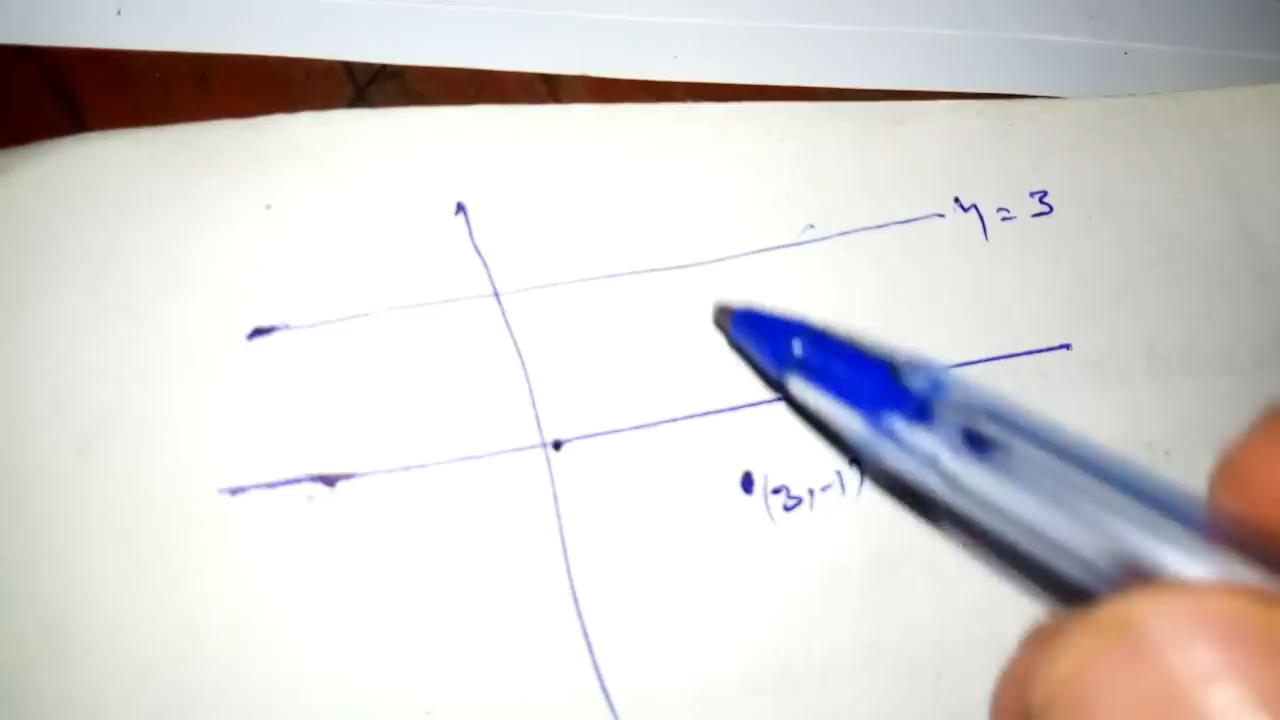 y = 3
(3,-1)